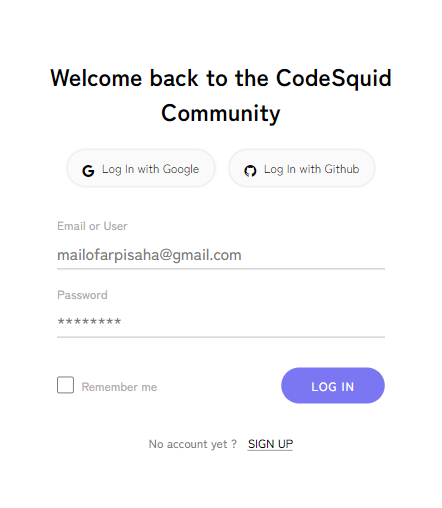 Welcome back to the CodeSquid
Community
Log In with Google
Log In with Github
Email or User
mailofarpisaha@gmail.com
Password
********
Remember me
LOG IN
No account yet ? SIGN UP